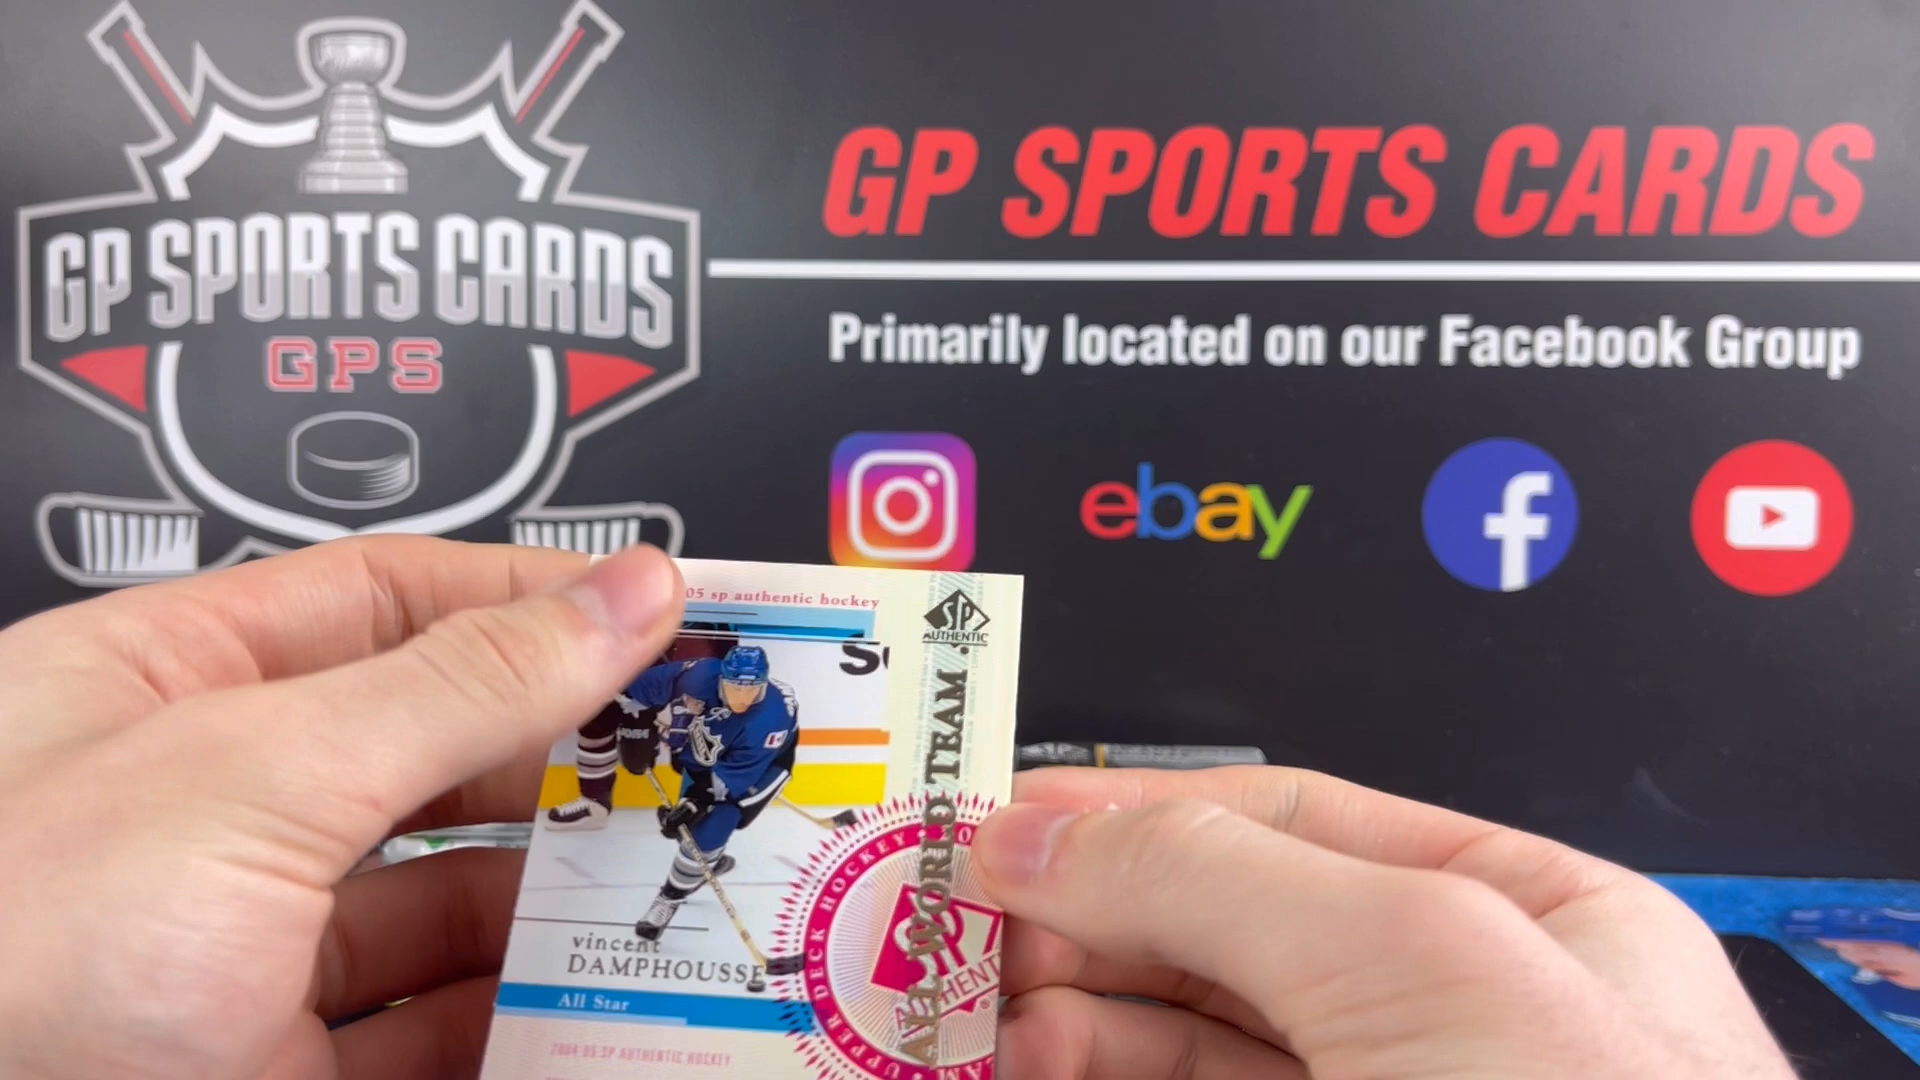 GP SPORTS CARDS
GPS
GP SPORTS CARDS
Primarily located on our Facebook Group
ebay
05 sp authentic hockey
SP
AUTHENTIC
ALL WORLD TEAM
vincent
DAMPHOUSSE
All Star
2004-05 SP AUTHENTIC HOCKEY
UPPER DECK HOCKEY
SP
AUTHENTIC